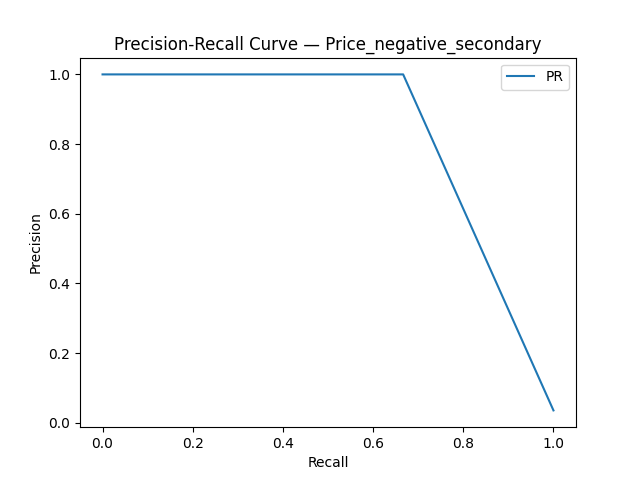 Precision-Recall Curve — Price_negative_secondary
PR
1.0
0.8
0.6
0.4
0.2
0.0
Precision
0.0 0.2 0.4 0.6 0.8 1.0
Recall